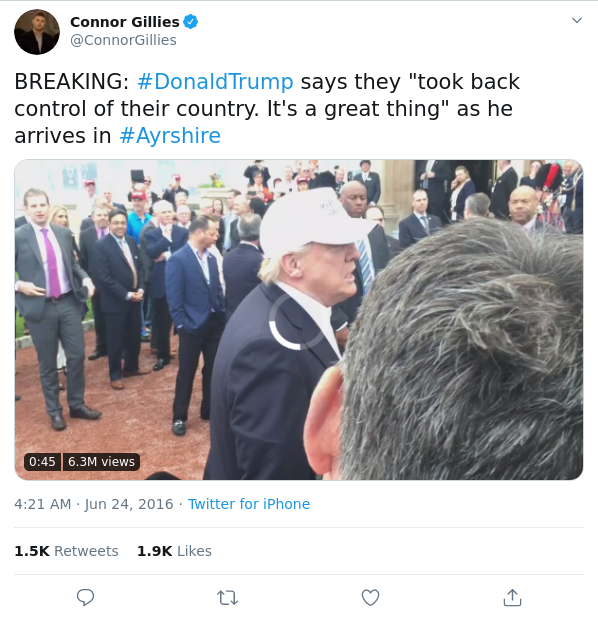 Connor Gillies
@ConnorGillies
BREAKING: #DonaldTrump says they "took back
control of their country. It's a great thing" as he
arrives in #Ayrshire
0:45 6.3M views
4:21 AM · Jun 24, 2016 · Twitter for iPhone
1.5K Retweets 1.9K Likes